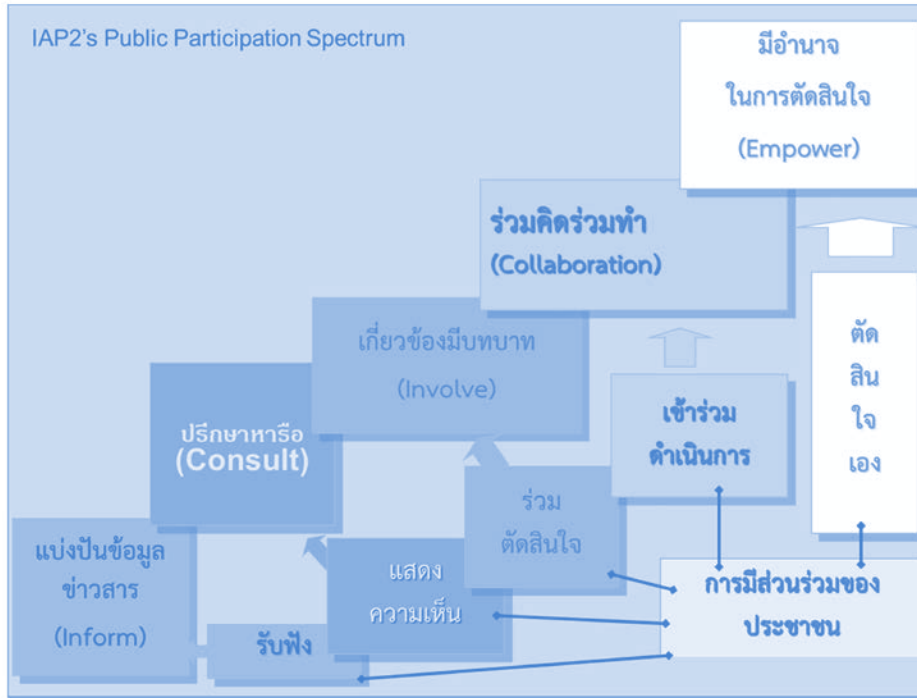 IAP2's Public Participation Spectrum
มีอำนาจ
ในการตัดสินใจ
(Empower)
ร่วมคิดร่วมทำ
(Collaboration)
เกี่ยวข้องมีบทบาท
(Involve)
ปรึกษาหารือ
(Consult)
แบ่งปันข้อมูล
ข่าวสาร
(Inform)
รับฟัง
แสดง
ความเห็น
ร่วม
ตัดสินใจ
เข้าร่วม
ดำเนินการ
ตัด
สิน
ใจ
เอง
การมีส่วนร่วมของ
ประชาชน